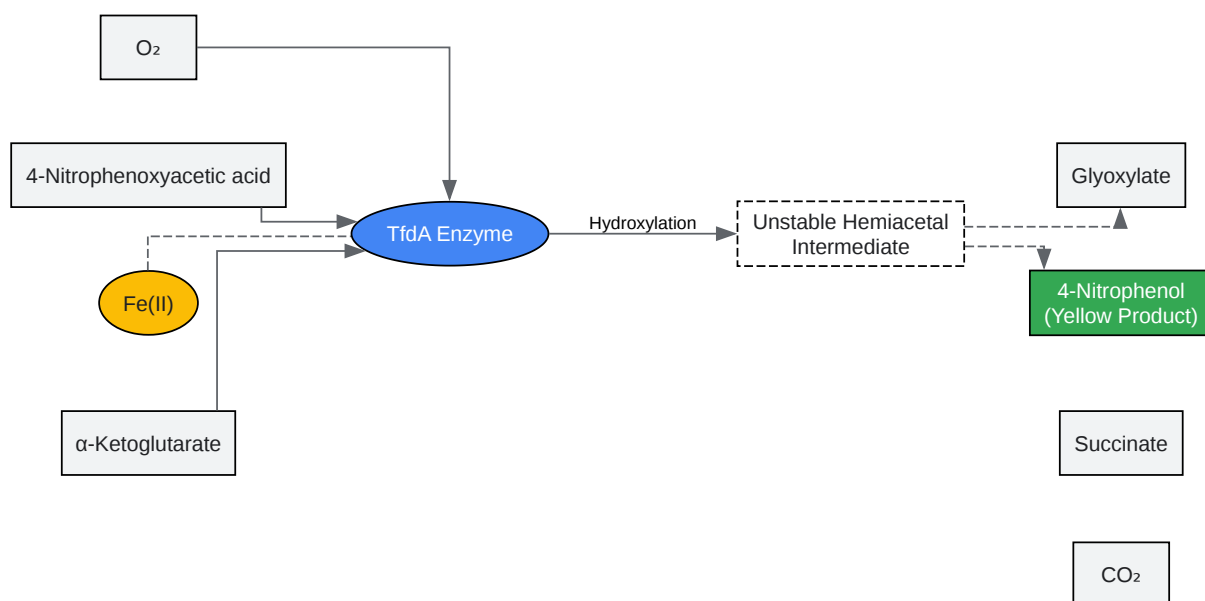 O₂
4-Nitrophenoxyacetic acid
Glyoxylate
TfdA Enzyme
Hydroxylation
Unstable Hemiacetal
Intermediate
Fe(II)
4-Nitrophenol
(Yellow Product)
α-Ketoglutarate
Succinate
CO₂